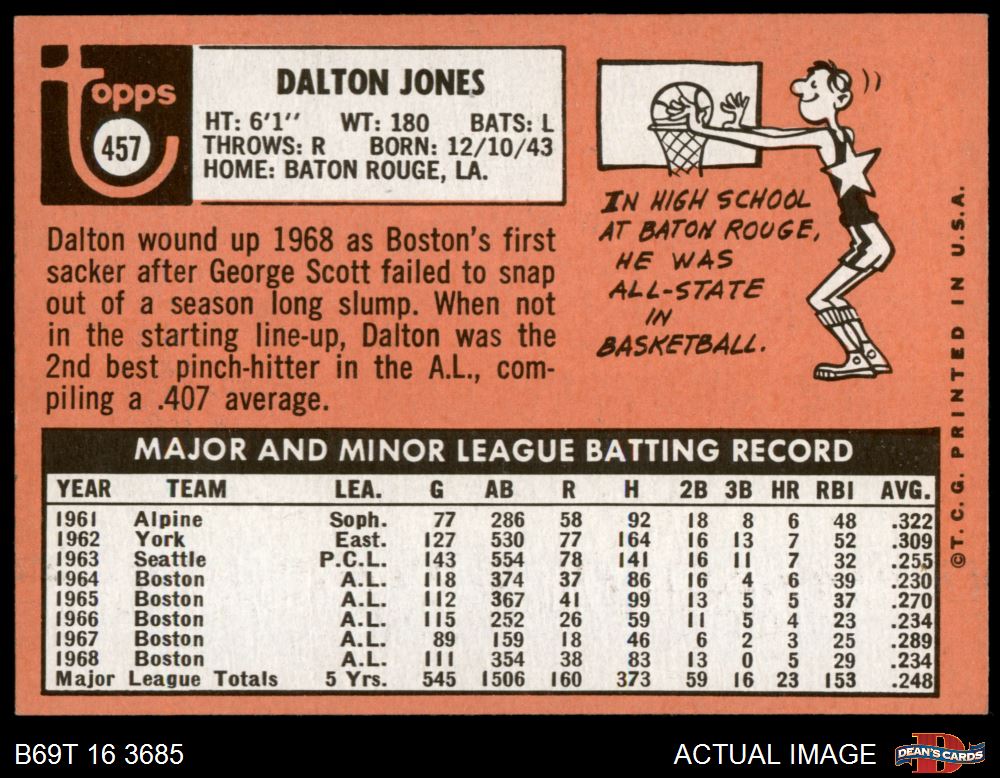 topps
457
DALTON JONES
HT: 6'1" WT: 180 BATS: L
THROWS: R BORN: 12/10/43
HOME: BATON ROUGE, LA.
Dalton wound up 1968 as Boston's first
sacker after George Scott failed to snap
out of a season long slump. When not
in the starting line-up, Dalton was the
2nd best pinch-hitter in the A.L., com-
piling a .407 average.
IN HIGH SCHOOL
AT BATON ROUGE,
HE WAS
ALL-STATE
IN
BASKETBALL.
©T. C. G. PRINTED IN U.S.A.
MAJOR AND MINOR LEAGUE BATTING RECORD
YEAR TEAM LEA. G AB R H 2B 3B HR RBI AVG.
1961 Alpine Soph. 77 286 58 92 18 8 6 48 .322
1962 York East. 127 530 77 164 16 13 7 52 .309
1963 Seattle P.C.L. 143 554 78 141 16 11 7 32 .255
1964 Boston A.L. 118 374 37 86 16 4 6 39 .230
1965 Boston A.L. 112 367 41 99 13 5 5 37 .270
1966 Boston A.L. 115 252 26 59 11 5 4 23 .234
1967 Boston A.L. 89 159 18 46 6 2 3 25 .289
1968 Boston A.L. 111 354 38 83 13 0 5 29 .234
Major League Totals 5 Yrs. 545 1506 160 373 59 16 23 153 .248
B69T 16 3685
ACTUAL IMAGE
DEAN'S CARDS